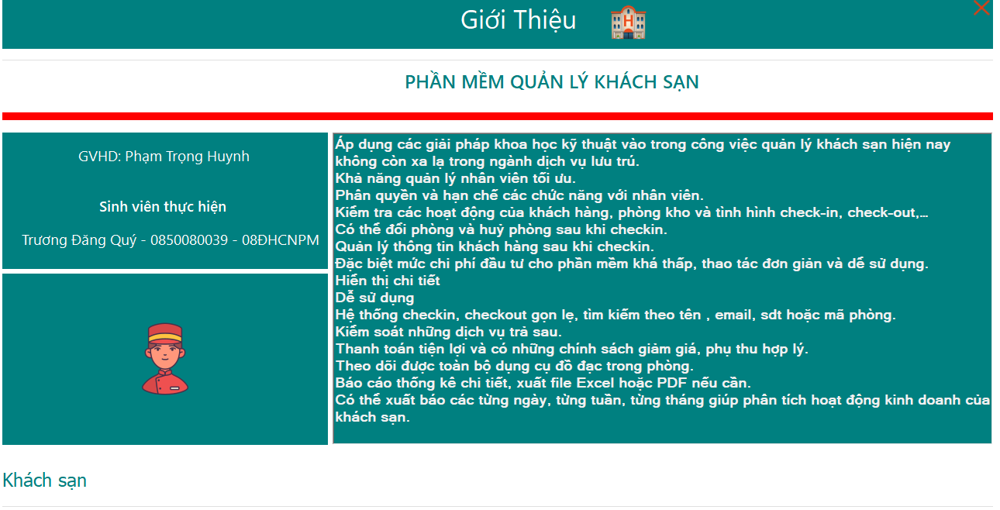 Giới Thiệu
H
PHẦN MỀM QUẢN LÝ KHÁCH SẠN
GVHD: Phạm Trọng Huynh
Sinh viên thực hiện
Trương Đăng Quý - 0850080039 - 08ĐHCNPM
Áp dụng các giải pháp khoa học kỹ thuật vào trong công việc quản lý khách sạn hiện nay
không còn xa lạ trong ngành dịch vụ lưu trú.
Khả năng quản lý nhân viên tối ưu.
Phân quyền và hạn chế các chức năng với nhân viên.
Kiểm tra các hoạt động của khách hàng, phòng kho và tình hình check-in, check-out,...
Có thể đổi phòng và huỷ phòng sau khi checkin.
Quản lý thông tin khách hàng sau khi checkin.
Đặc biệt mức chi phí đầu tư cho phần mềm khá thấp, thao tác đơn giản và dễ sử dụng.
Hiển thị chi tiết
Dễ sử dụng
Hệ thống checkin, checkout gọn lẹ, tìm kiếm theo tên , email, sdt hoặc mã phòng.
Kiểm soát những dịch vụ trả sau.
Thanh toán tiện lợi và có những chính sách giảm giá, phụ thu hợp lý.
Theo dõi được toàn bộ dụng cụ đồ đạc trong phòng.
Báo cáo thống kê chi tiết, xuất file Excel hoặc PDF nếu cần.
Có thể xuất báo các từng ngày, từng tuần, từng tháng giúp phân tích hoạt động kinh doanh của
khách sạn.
Khách sạn